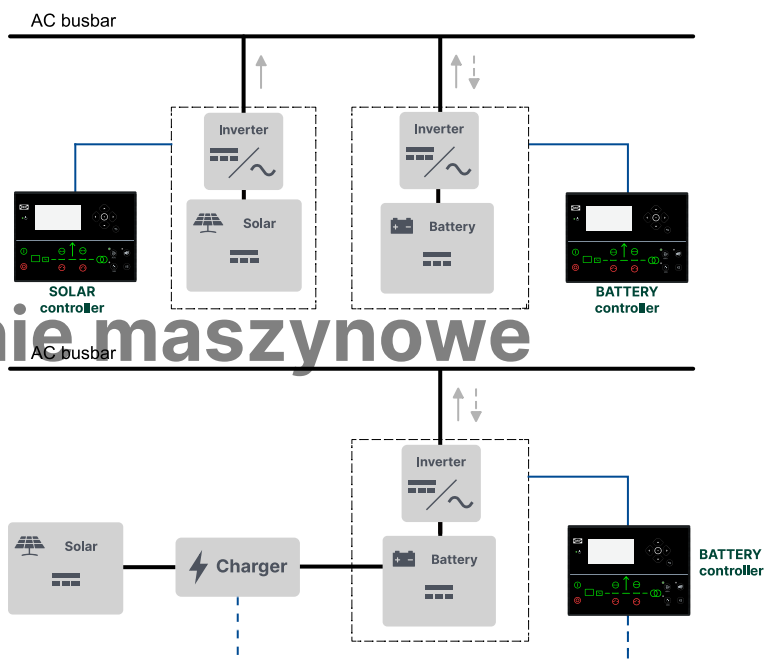 AC busbar
Inverter
Inverter
Solar
Battery
SOLAR
controller
BATTERY
controller
nie maszynowe
AC busbar
Inverter
Solar
Charger
Battery
BATTERY
controller